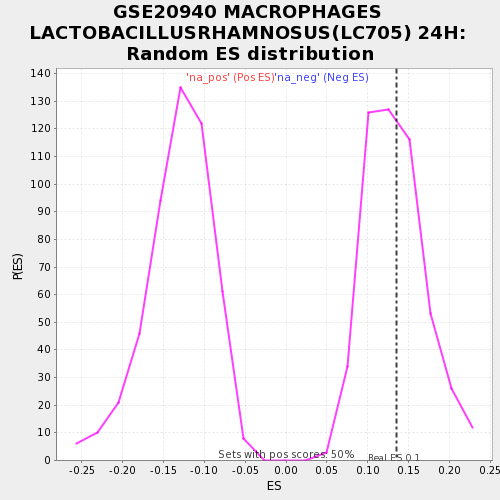 GSE20940 MACROPHAGES
LACTOBACILLUSRHAMNOSUS(LC705) 24H:
Random ES distribution
'na_pos' (Pos ES) 'na_neg' (Neg ES)
140
130
120
110
100
90
80
70
60
50
40
30
20
10
0
P(ES)
Sets with pos scores: 50%
Real ES 0.1
-0.25 -0.20 -0.15 -0.10 -0.05 0.00 0.05 0.10 0.15 0.20 0.25
ES